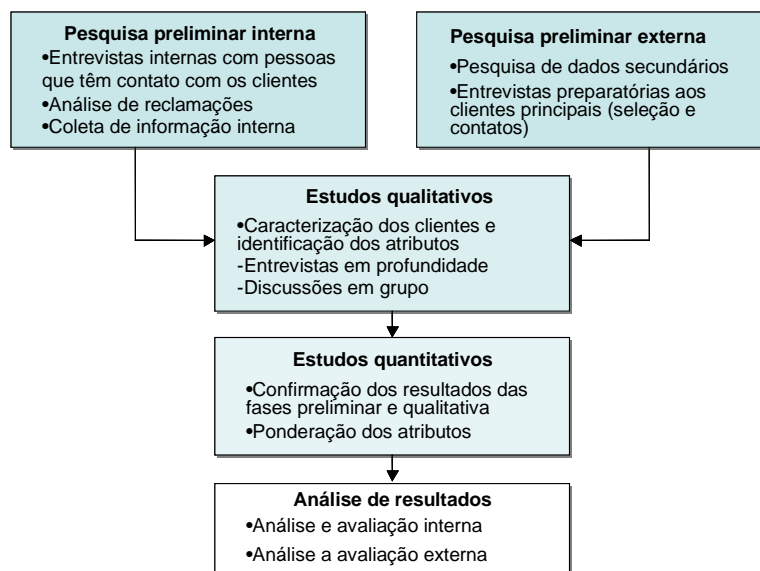 Pesquisa preliminar interna
•Entrevistas internas com pessoas
que têm contato com os clientes
•Análise de reclamações
•Coleta de informação interna
Pesquisa preliminar externa
•Pesquisa de dados secundários
•Entrevistas preparatórias aos
clientes principais (seleção e
contatos)
Estudos qualitativos
•Caracterização dos clientes e
identificação dos atributos
-Entrevistas em profundidade
-Discussões em grupo
Estudos quantitativos
•Confirmação dos resultados das
fases preliminar e qualitativa
•Ponderação dos atributos
Análise de resultados
•Análise e avaliação interna
•Análise a avaliação externa